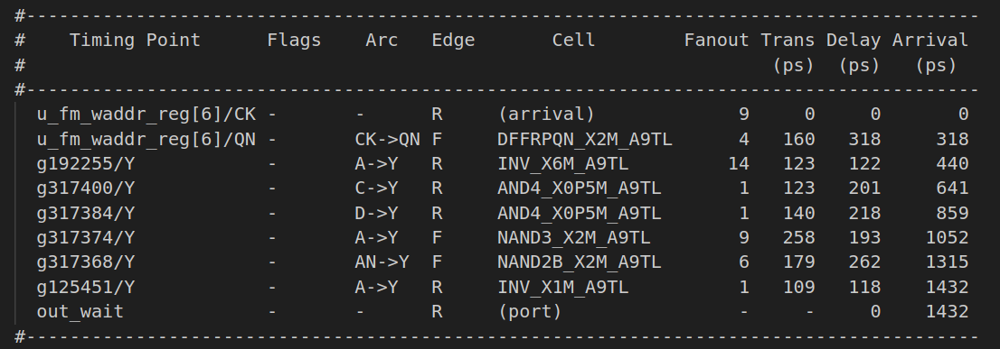 #---------------------------------------------------------------------------------------
#    Timing Point      Flags    Arc   Edge       Cell        Fanout Trans Delay Arrival
#                                                                    (ps)  (ps)   (ps)
#---------------------------------------------------------------------------------------
  u_fm_waddr_reg[6]/CK -       -      R     (arrival)             9     0     0       0
  u_fm_waddr_reg[6]/QN -       CK->QN F     DFFRPQN_X2M_A9TL      4   160   318     318
  g192255/Y            -       A->Y   R     INV_X6M_A9TL         14   123   122     440
  g317400/Y            -       C->Y   R     AND4_X0P5M_A9TL       1   123   201     641
  g317384/Y            -       D->Y   R     AND4_X0P5M_A9TL       1   140   218     859
  g317374/Y            -       A->Y   F     NAND3_X2M_A9TL        9   258   193    1052
  g317368/Y            -       AN->Y  F     NAND2B_X2M_A9TL       6   179   262    1315
  g125451/Y            -       A->Y   R     INV_X1M_A9TL          1   109   118    1432
  out_wait             -       -      R     (port)                -     -     0    1432
#---------------------------------------------------------------------------------------